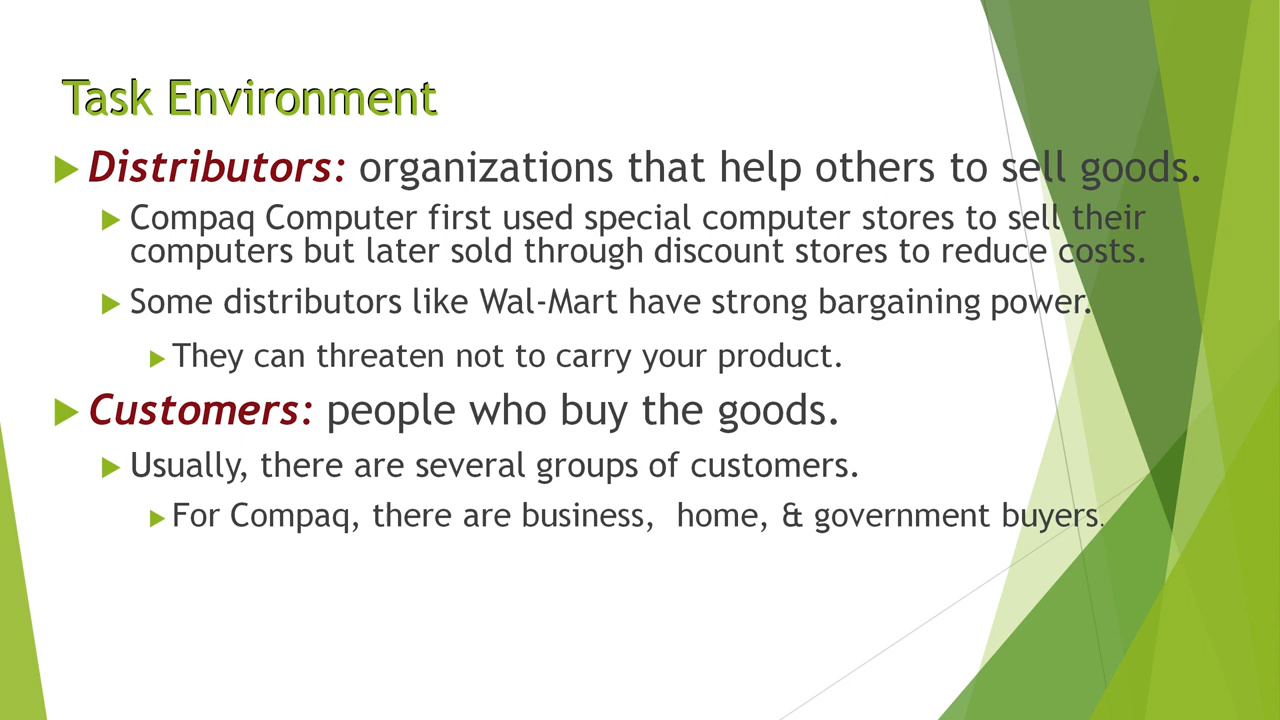 Task Environment
Distributors: organizations that help others to sell goods.
Compaq Computer first used special computer stores to sell their
computers but later sold through discount stores to reduce costs.
Some distributors like Wal-Mart have strong bargaining power.
They can threaten not to carry your product.
Customers: people who buy the goods.
Usually, there are several groups of customers.
For Compaq, there are business,  home, & government buyers.